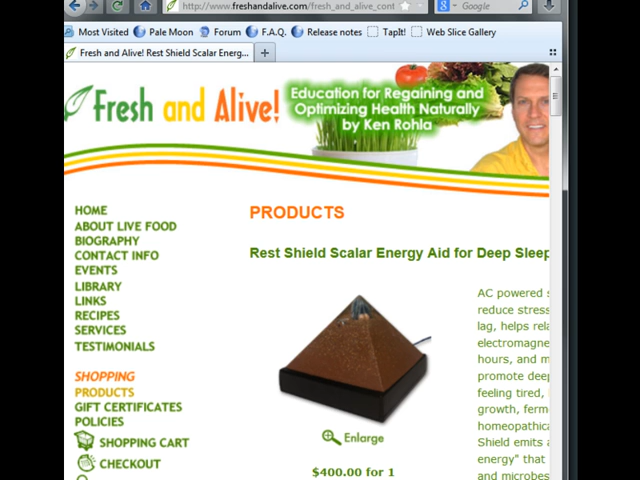 http://www.freshandalive.com/fresh_and_alive_cont
Google
Most Visited Pale Moon Forum F.A.Q. Release notes TapIt! Web Slice Gallery
Fresh and Alive! Rest Shield Scalar Energ...
Fresh and Alive!
Education for Regaining and
Optimizing Health Naturally
by Ken Rohla
HOME
ABOUT LIVE FOOD
BIOGRAPHY
CONTACT INFO
EVENTS
LIBRARY
LINKS
RECIPES
SERVICES
TESTIMONIALS
SHOPPING
PRODUCTS
GIFT CERTIFICATES
POLICIES
SHOPPING CART
CHECKOUT
PRODUCTS
Rest Shield Scalar Energy Aid for Deep Sleep
Enlarge
$400.00 for 1
AC powered s
reduce stress
lag, helps rela
electromagne
hours, and m
promote deep
feeling tired,
growth, ferm
homeopathica
Shield emits a
energy" that
and microbes